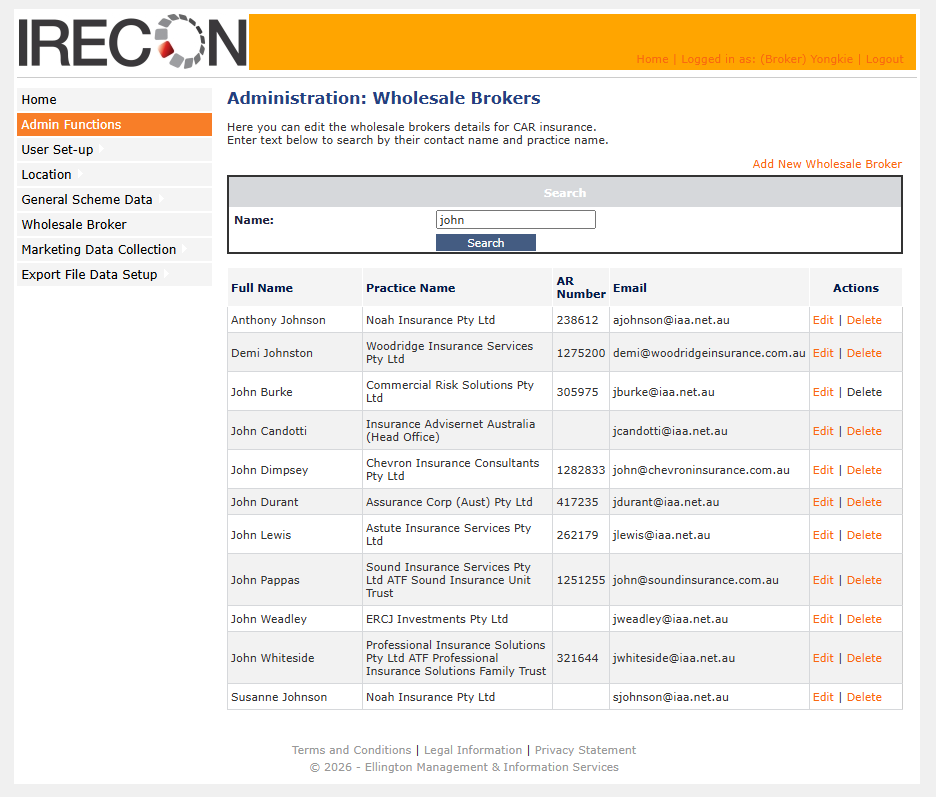 IRECON
Home | Logged in as: (Broker) Yongkie | Logout
Home
Admin Functions
User Set-up
Location
General Scheme Data
Wholesale Broker
Marketing Data Collection
Export File Data Setup
Administration: Wholesale Brokers
Here you can edit the wholesale brokers details for CAR insurance.
Enter text below to search by their contact name and practice name.
Add New Wholesale Broker
Search
Name: john
Search
Full Name Practice Name AR Number Email Actions
Anthony Johnson Noah Insurance Pty Ltd 238612 ajohnson@iaa.net.au Edit | Delete
Demi Johnston Woodridge Insurance Services Pty Ltd 1275200 demi@woodridgeinsurance.com.au Edit | Delete
John Burke Commercial Risk Solutions Pty Ltd 305975 jburke@iaa.net.au Edit | Delete
John Candotti Insurance Advisernet Australia (Head Office) jcandotti@iaa.net.au Edit | Delete
John Dimpsey Chevron Insurance Consultants Pty Ltd 1282833 john@chevroninsurance.com.au Edit | Delete
John Durant Assurance Corp (Aust) Pty Ltd 417235 jdurant@iaa.net.au Edit | Delete
John Lewis Astute Insurance Services Pty Ltd 262179 jlewis@iaa.net.au Edit | Delete
John Pappas Sound Insurance Services Pty Ltd ATF Sound Insurance Unit Trust 1251255 john@soundinsurance.com.au Edit | Delete
John Weadley ERCJ Investments Pty Ltd jweadley@iaa.net.au Edit | Delete
John Whiteside Professional Insurance Solutions Pty Ltd ATF Professional Insurance Solutions Family Trust 321644 jwhiteside@iaa.net.au Edit | Delete
Susanne Johnson Noah Insurance Pty Ltd sjohnson@iaa.net.au Edit | Delete
Terms and Conditions | Legal Information | Privacy Statement
© 2026 - Ellington Management & Information Services